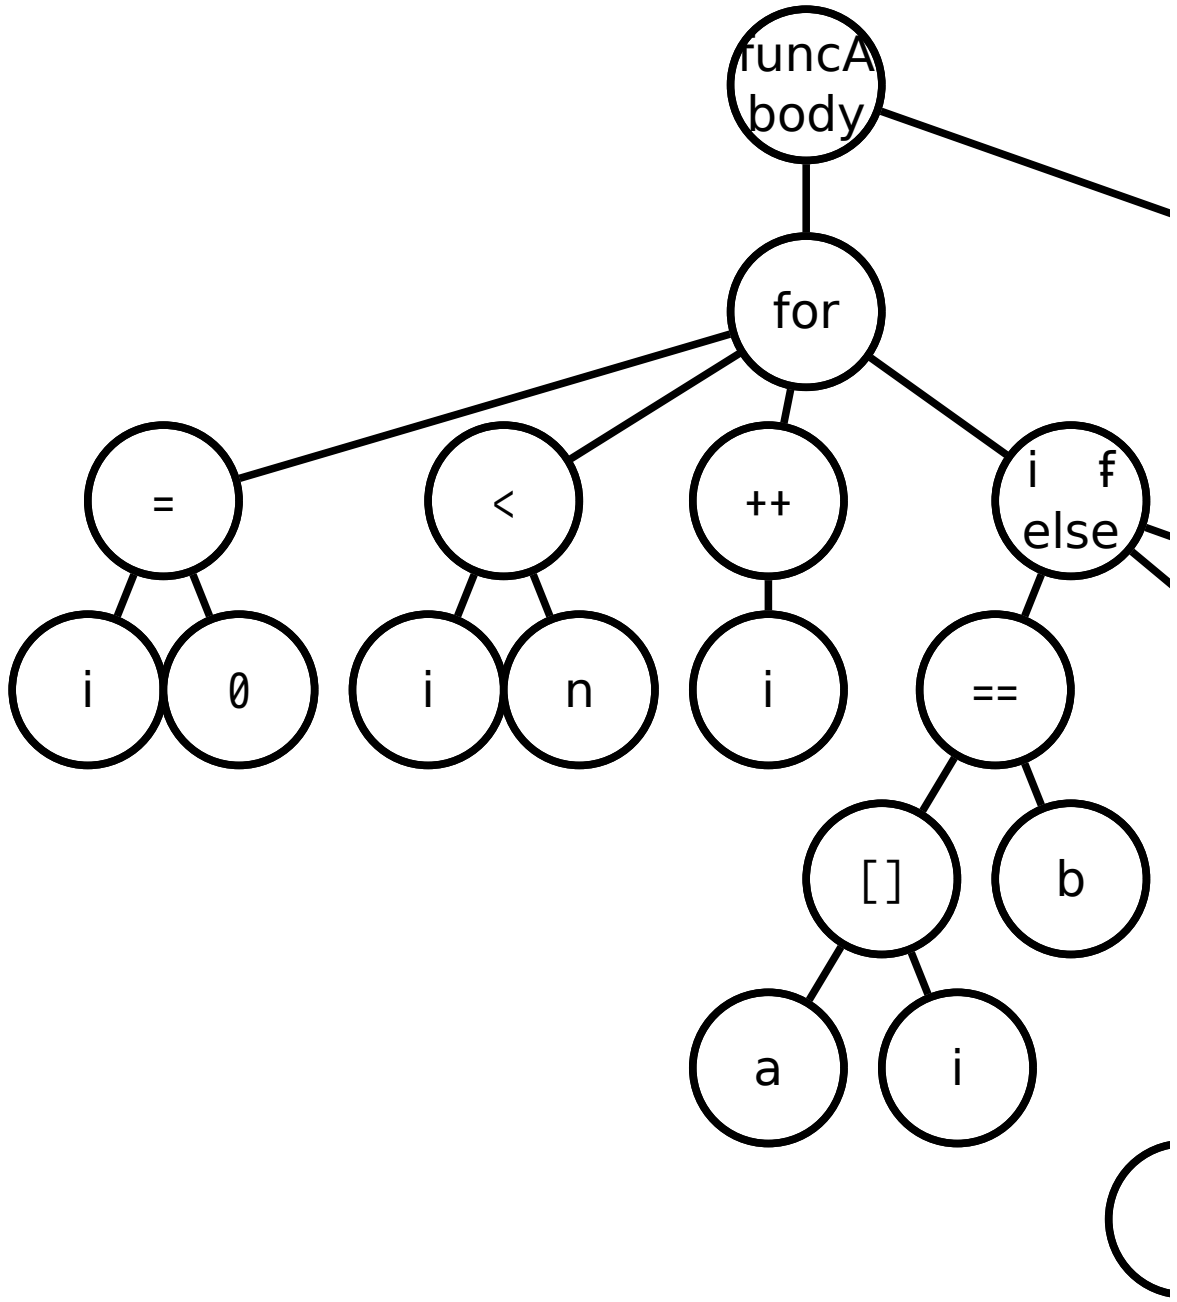 funcA
body
for
=
<
++
i f
else
i
0
i
n
i
==
[]
b
a
i